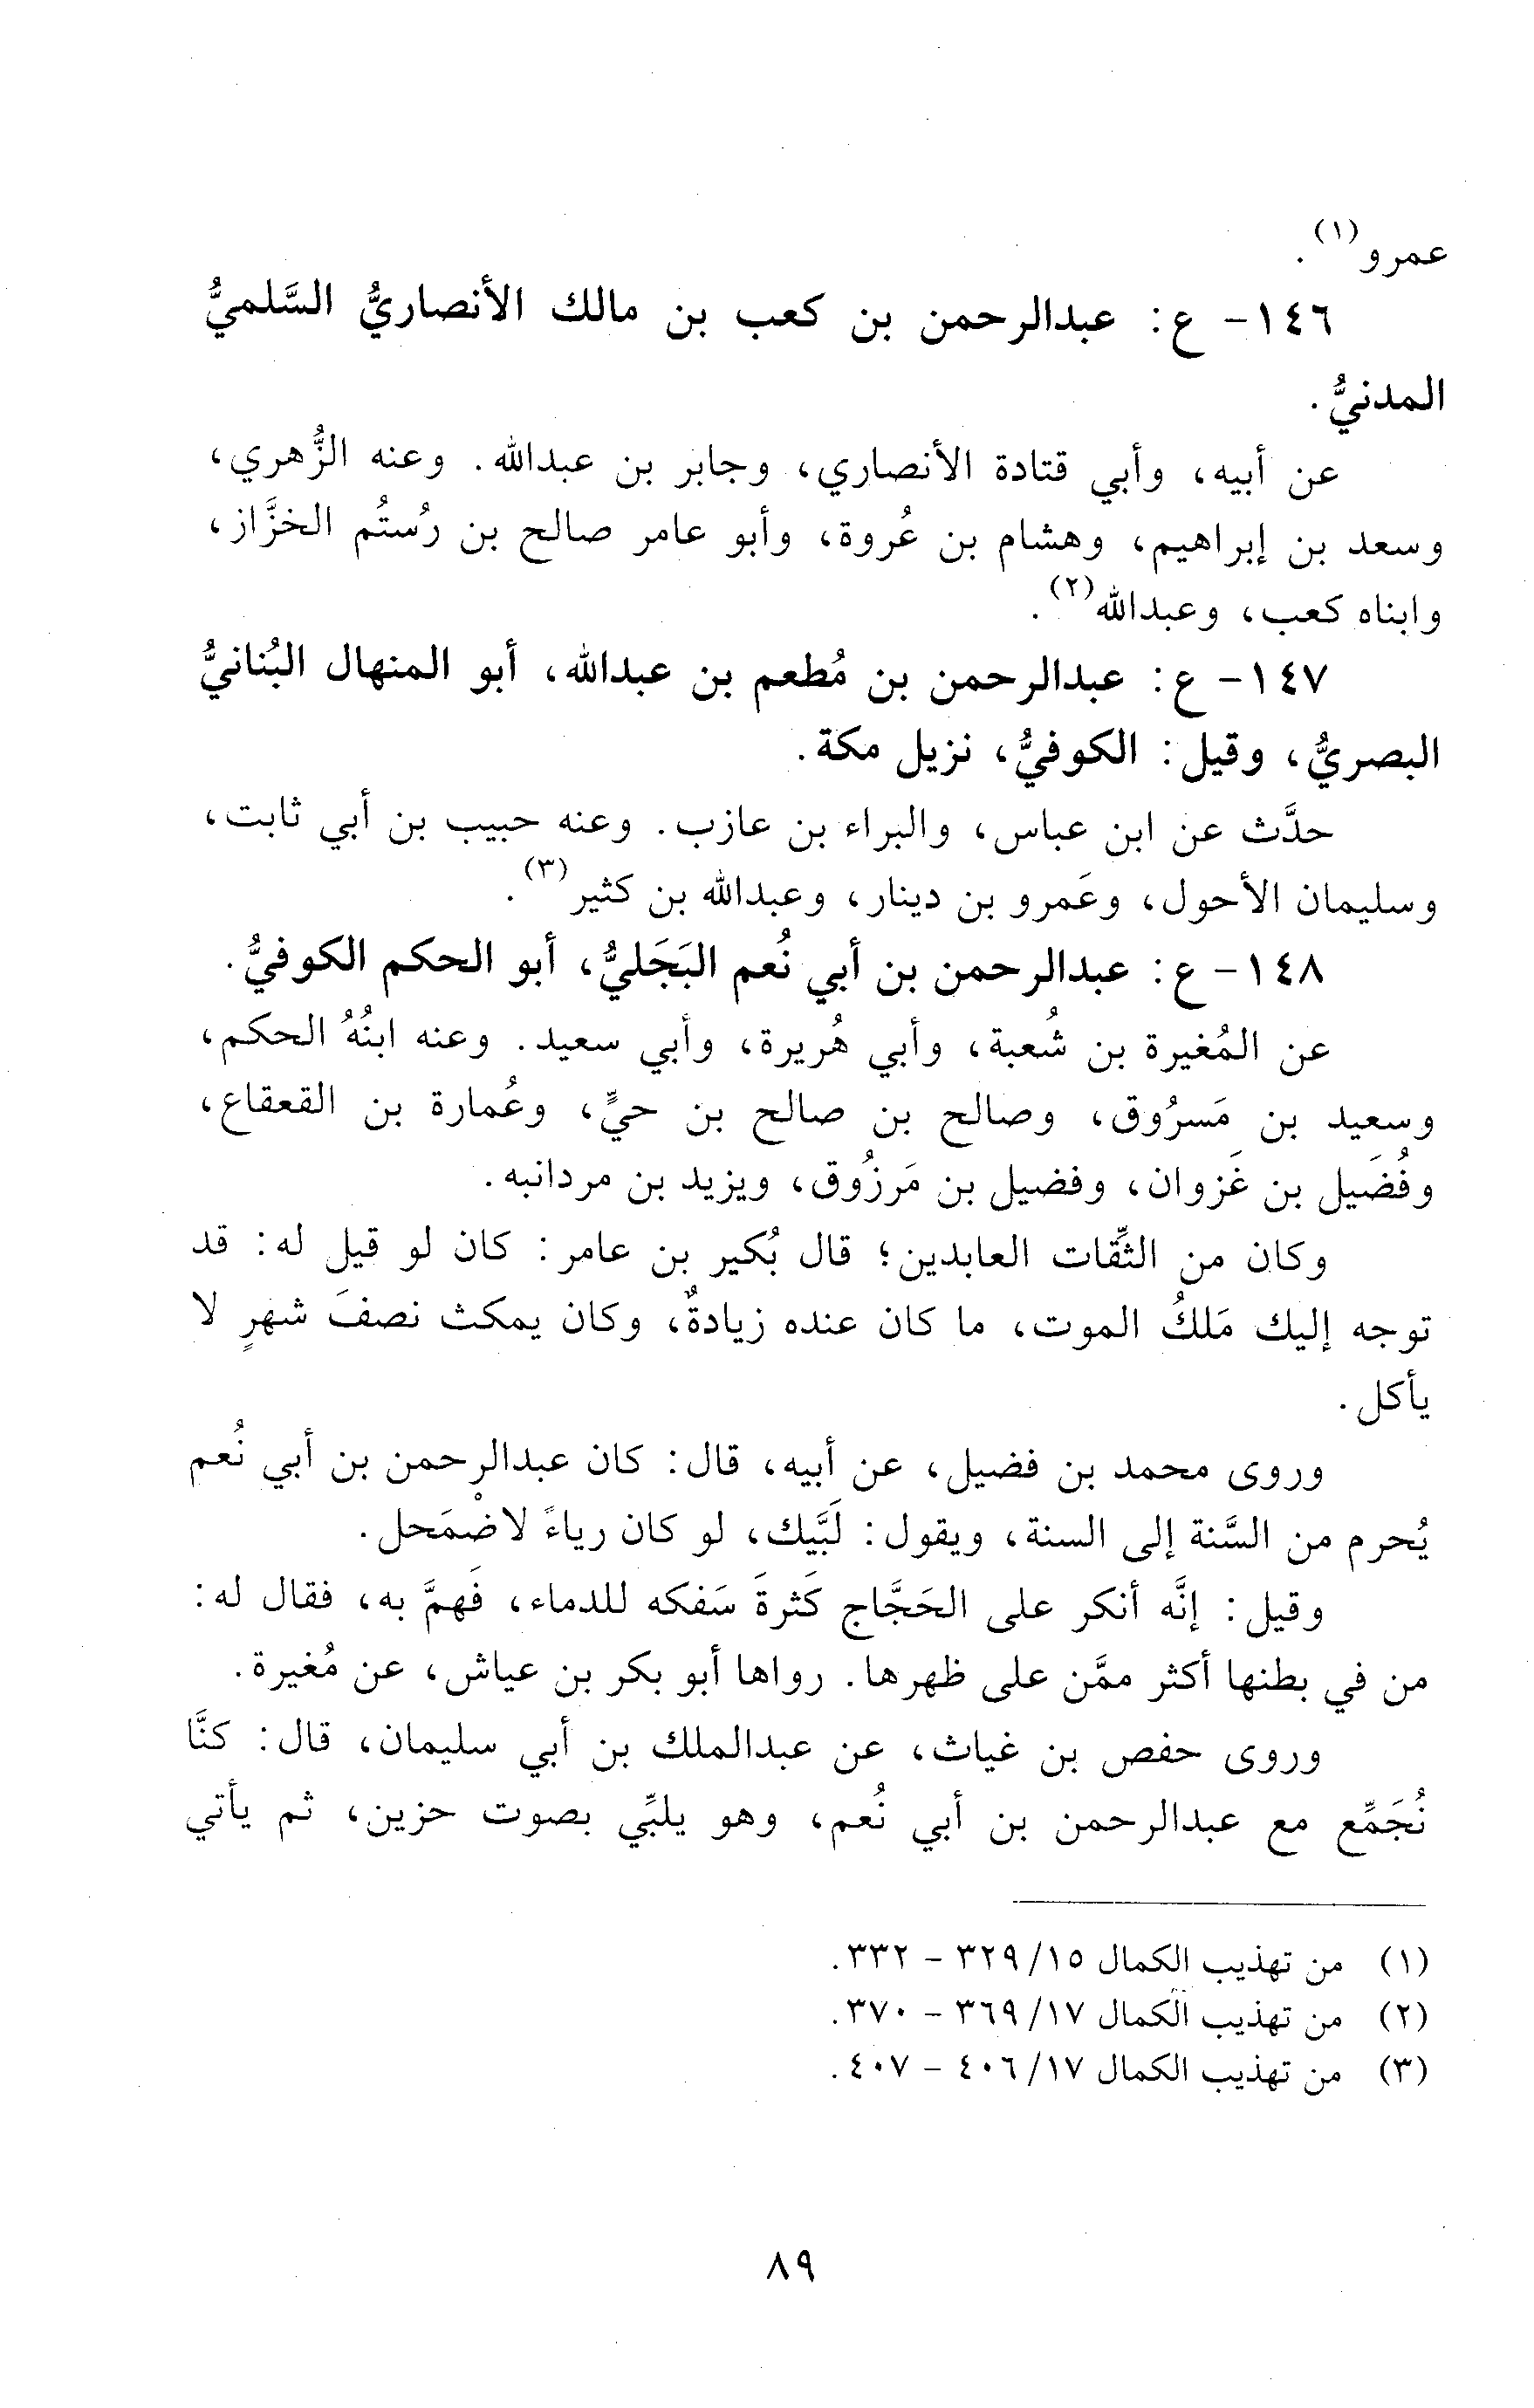 عمرو(١).
١٤٦- ع: عبدالرحمن بن كعب بن مالك الأنصاريُّ السَّلميُّ
المدنيُّ.
عن أبيه، وأبي قتادة الأنصاري، وجابر بن عبدالله. وعنه الزُّهري،
وسعد بن إبراهيم، وهشام بن عُروة، وأبو عامر صالح بن رُستُم الخزَّاز،
وابناه كعب، وعبدالله(٢).
١٤٧- ع: عبدالرحمن بن مُطعم بن عبدالله، أبو المنهال البُنانيُّ
البصريُّ، وقيل: الكوفيُّ، نزيل مكة.
حدَّث عن ابن عباس، والبراء بن عازب. وعنه حبيب بن أبي ثابت،
وسليمان الأحول، وعَمرو بن دينار، وعبدالله بن كثير(٣).
١٤٨- ع: عبدالرحمن بن أبي نُعم البَجَليُّ، أبو الحكم الكوفيُّ.
عن المُغيرة بن شُعبة، وأبي هُريرة، وأبي سعيد. وعنه ابنُهُ الحكم،
وسعيد بن مَسرُوق، وصالح بن صالح بن حيٍّ، وعُمارة بن القعقاع،
وفُضَيل بن غَزوان، وفضيل بن مَرزُوق، ويزيد بن مردانبه.
وكان من الثِّقات العابدين؛ قال بُكير بن عامر: كان لو قيل له: قد
توجه إليك مَلكُ الموت، ما كان عنده زيادةٌ، وكان يمكث نصفَ شهرٍ لا
يأكل.
وروى محمد بن فضيل، عن أبيه، قال: كان عبدالرحمن بن أبي نُعم
يُحرم من السَّنة إلى السنة، ويقول: لَبَّيك، لو كان رياءً لاضْمَحل.
وقيل: إنَّه أنكر على الحَجَّاج كَثرةَ سَفكه للدماء، فَهمَّ به، فقال له:
من في بطنها أكثر ممَّن على ظهرها. رواها أبو بكر بن عياش، عن مُغيرة.
وروى حفص بن غياث، عن عبدالملك بن أبي سليمان، قال: كنَّا
نُجَمِّع مع عبدالرحمن بن أبي نُعم، وهو يلبِّي بصوت حزين، ثم يأتي
(١) من تهذيب الكمال ١٥/ ٣٢٩ - ٣٣٢.
(٢) من تهذيب الكمال ١٧/ ٣٦٩ - ٣٧٠.
(٣) من تهذيب الكمال ١٧/ ٤٠٦ - ٤٠٧.
٨٩